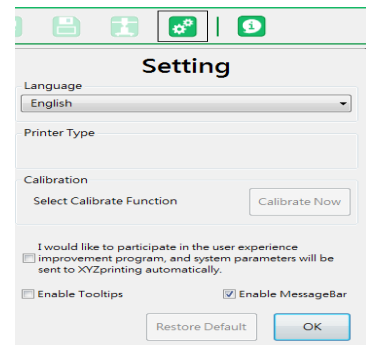 Setting
Language
English
Printer Type
Calibration
Select Calibrate Function
Calibrate Now
I would like to participate in the user experience
improvement program, and system parameters will be
sent to XYZprinting automatically.
Enable Tooltips
Enable MessageBar
Restore Default
OK